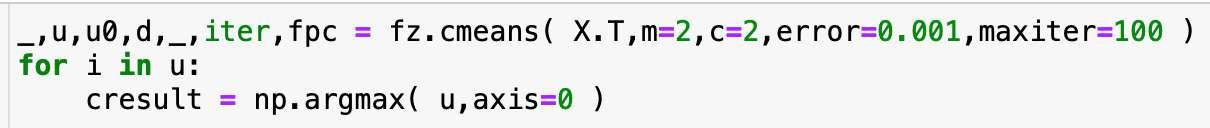 _,u,u0,d,_,iter,fpc = fz.cmeans( X.T,m=2,c=2,error=0.001,maxiter=100 )
for i in u:
    cresult = np.argmax( u,axis=0 )